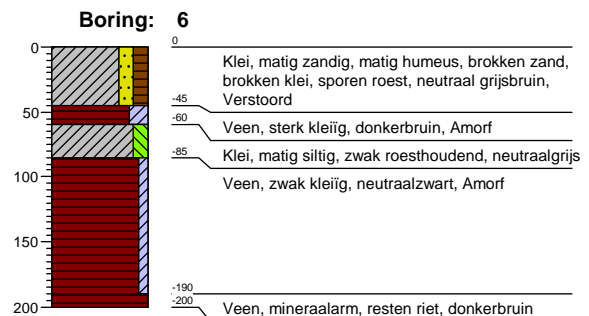 Boring: 6
0
50
100
150
200
0
Klei, matig zandig, matig humeus, brokken zand,
brokken klei, sporen roest, neutraal grijsbruin,
Verstoord
-45
Veen, sterk kleiïg, donkerbruin, Amorf
-60
Klei, matig siltig, zwak roesthoudend, neutraalgrijs
-85
Veen, zwak kleiïg, neutraalzwart, Amorf
-190
Veen, mineraalarm, resten riet, donkerbruin
-200